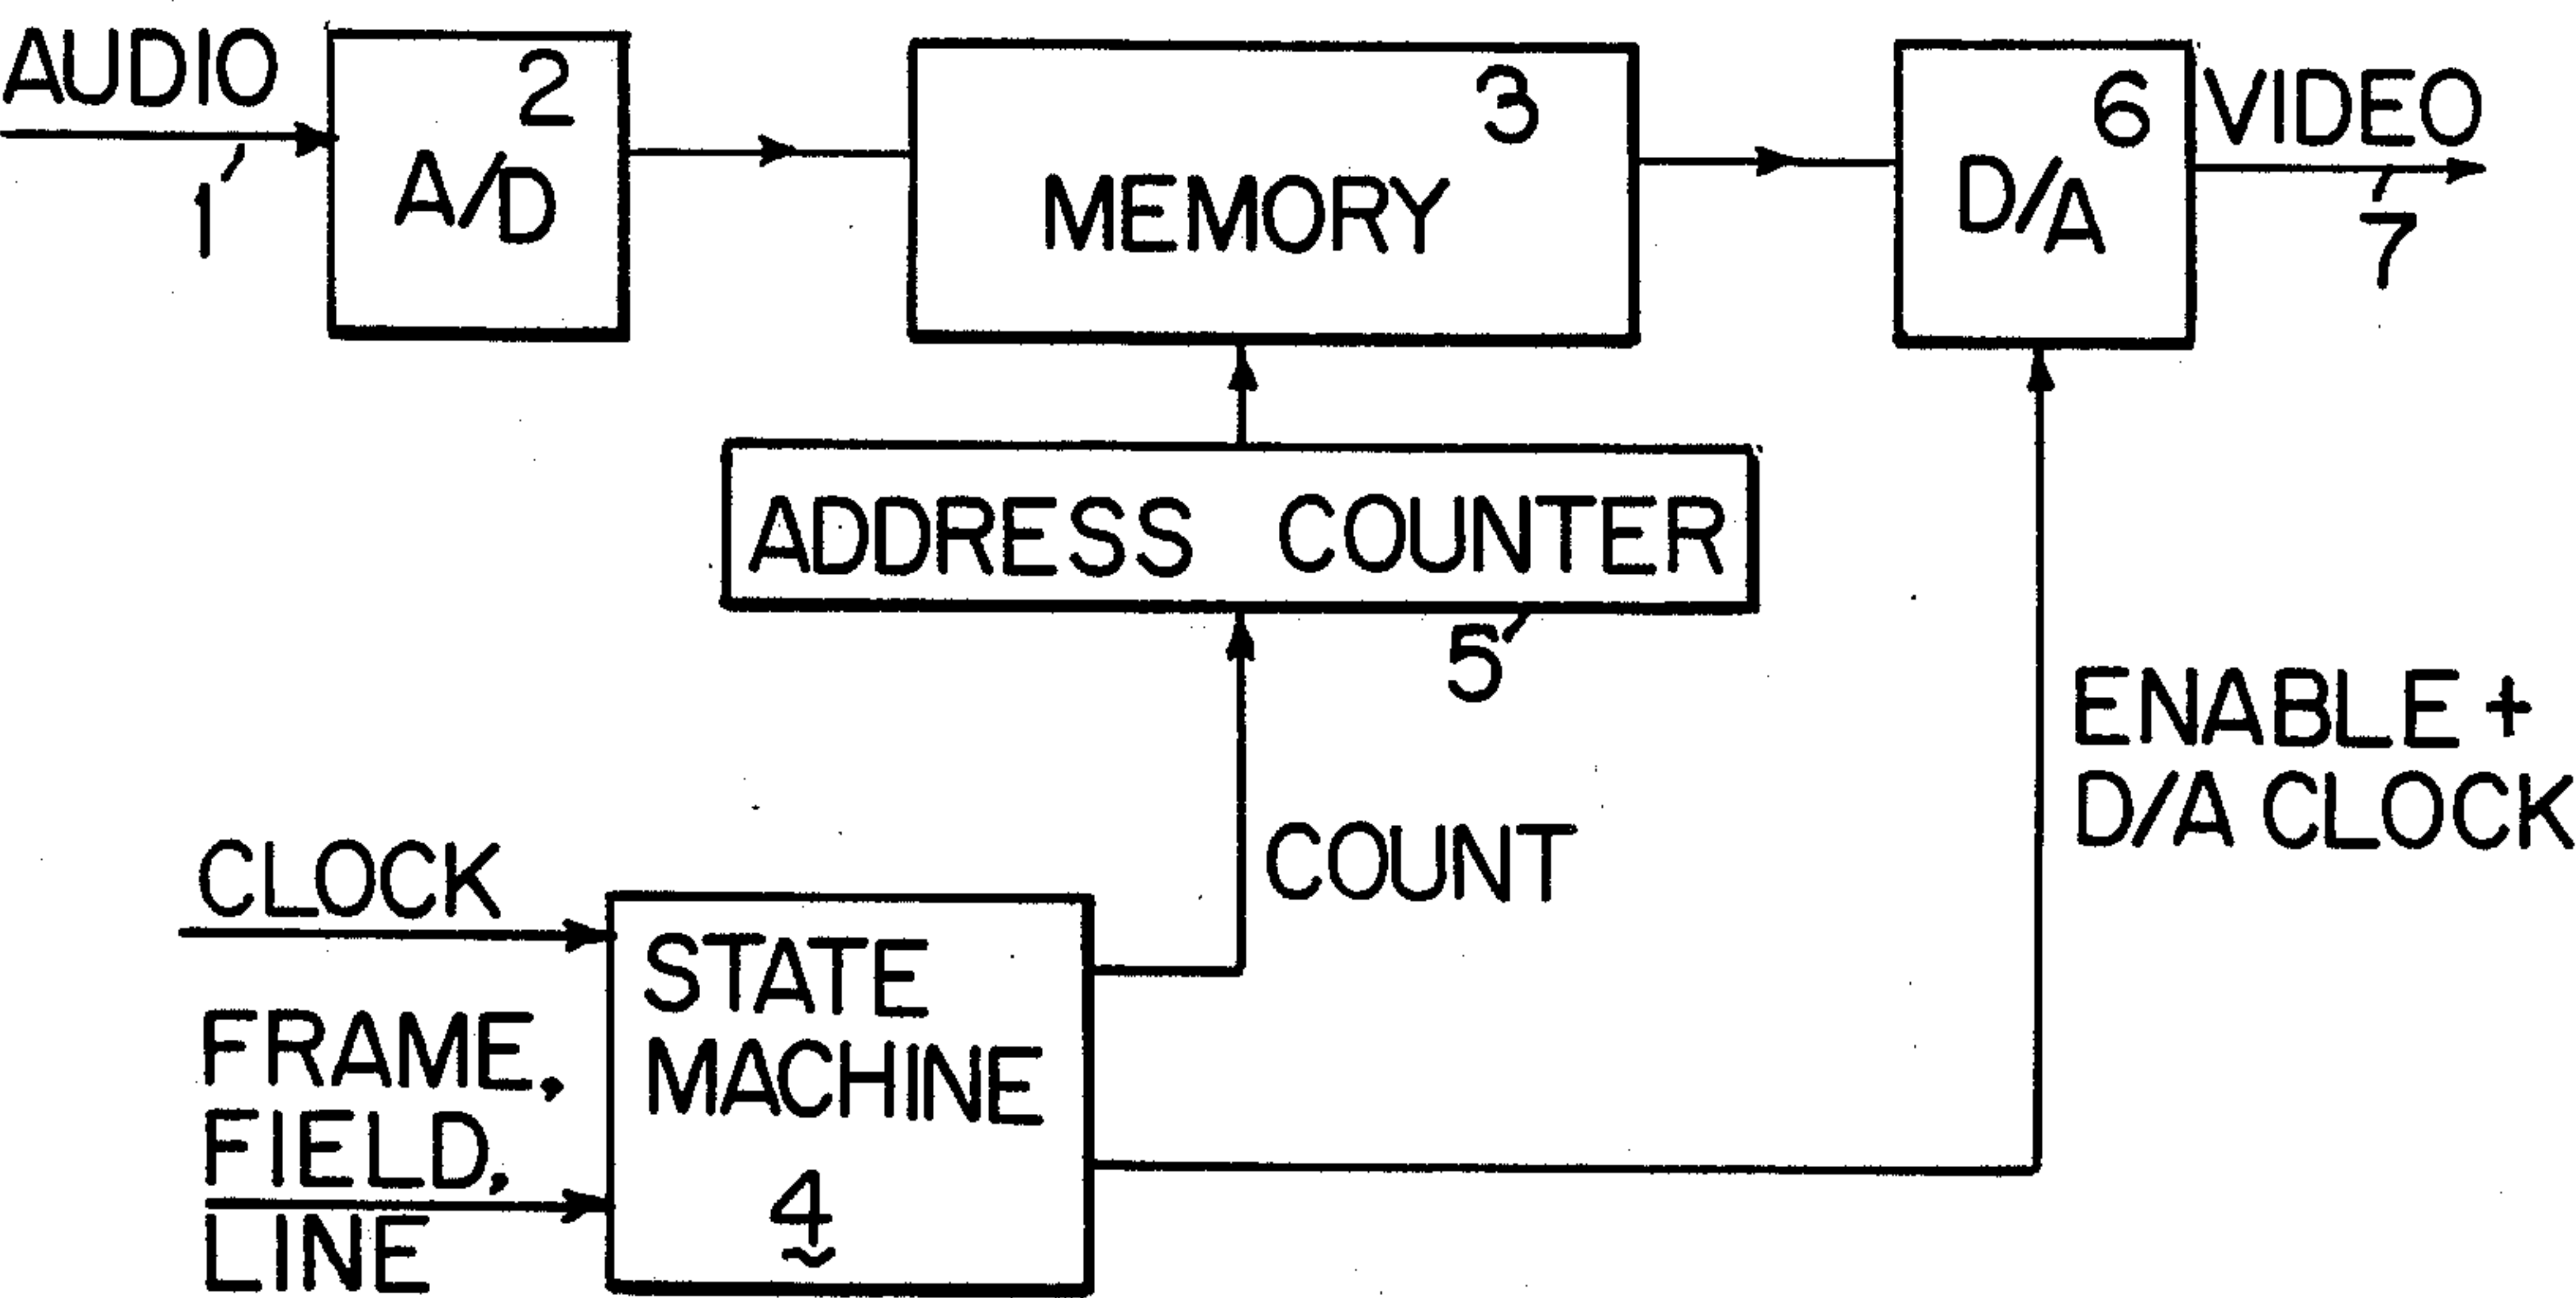 AUDIO
1
2
A/D
3
MEMORY
6
D/A
VIDEO
7
ADDRESS COUNTER
5
ENABLE +
D/A CLOCK
COUNT
CLOCK
FRAME,
FIELD,
LINE
STATE
MACHINE
4